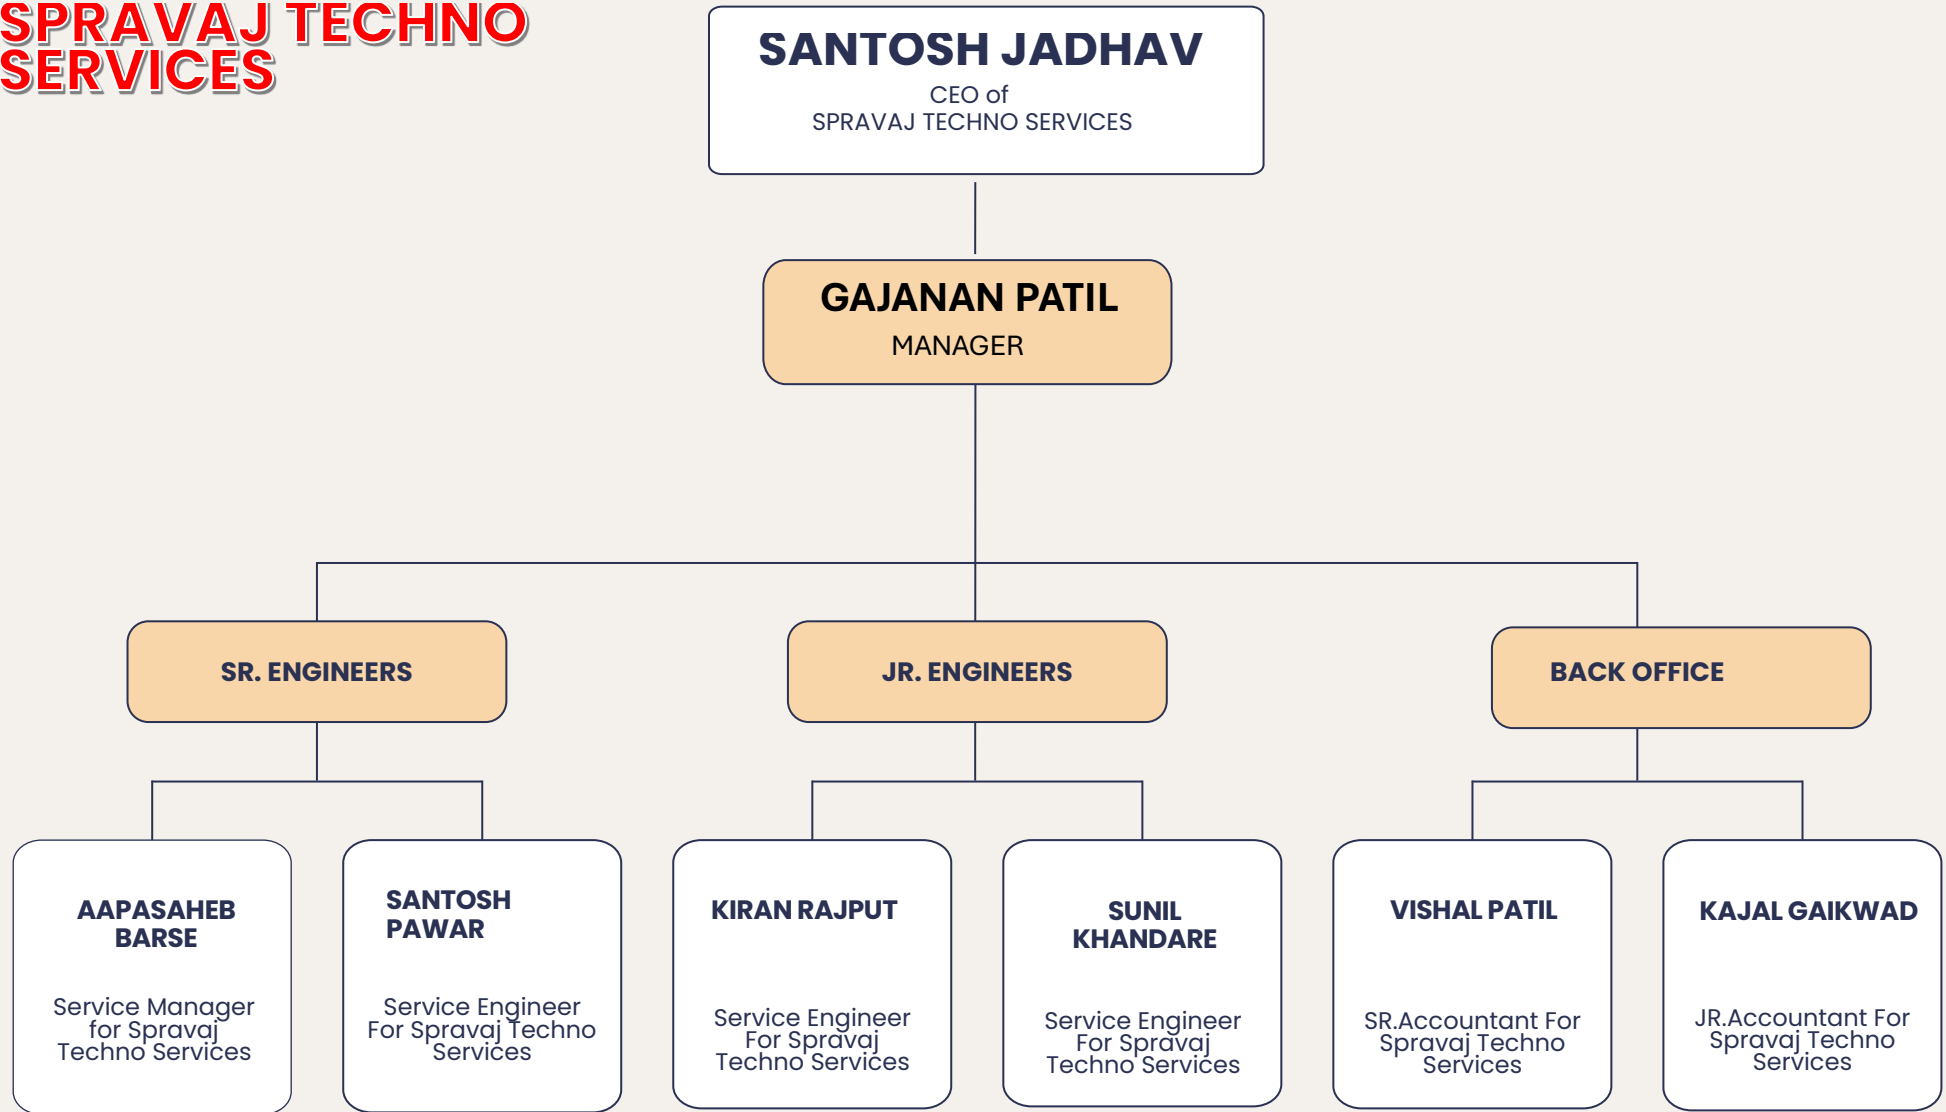 SPRAVAJ TECHNO
SERVICES
SANTOSH JADHAV
CEO of
SPRAVAJ TECHNO SERVICES
GAJANAN PATIL
MANAGER
SR. ENGINEERS
JR. ENGINEERS
BACK OFFICE
AAPASAHEB
BARSE
Service Manager
for Spravaj
Techno Services
SANTOSH
PAWAR
Service Engineer
For Spravaj Techno
Services
KIRAN RAJPUT
Service Engineer
For Spravaj
Techno Services
SUNIL
KHANDARE
Service Engineer
For Spravaj
Techno Services
VISHAL PATIL
SR.Accountant For
Spravaj Techno
Services
KAJAL GAIKWAD
JR.Accountant For
Spravaj Techno
Services